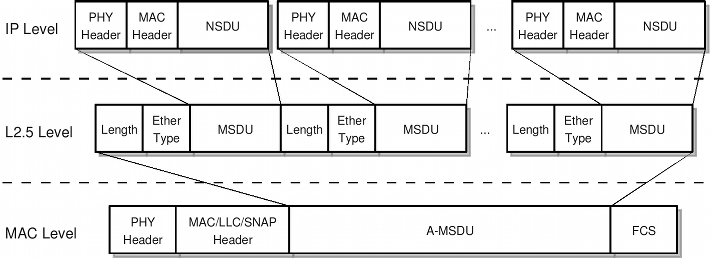 IP Level
PHY Header
MAC Header
NSDU
PHY Header
MAC Header
NSDU
...
PHY Header
MAC Header
NSDU
L2.5 Level
Length
Ether Type
MSDU
Length
Ether Type
MSDU
...
Length
Ether Type
MSDU
MAC Level
PHY Header
MAC/LLC/SNAP Header
A-MSDU
FCS